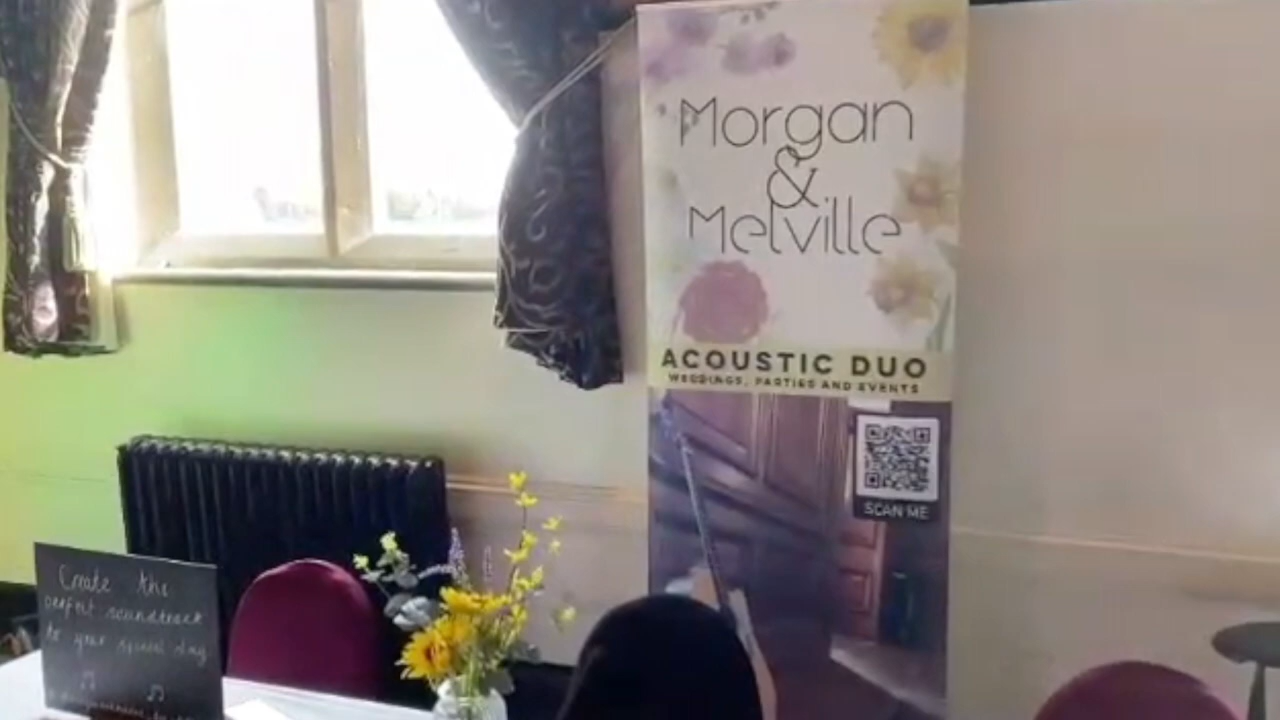 Morgan
&
Melville
ACOUSTIC DUO
WEDDINGS, PARTIES AND EVENTS
SCAN ME
Create the
perfect soundtrack
to your special day